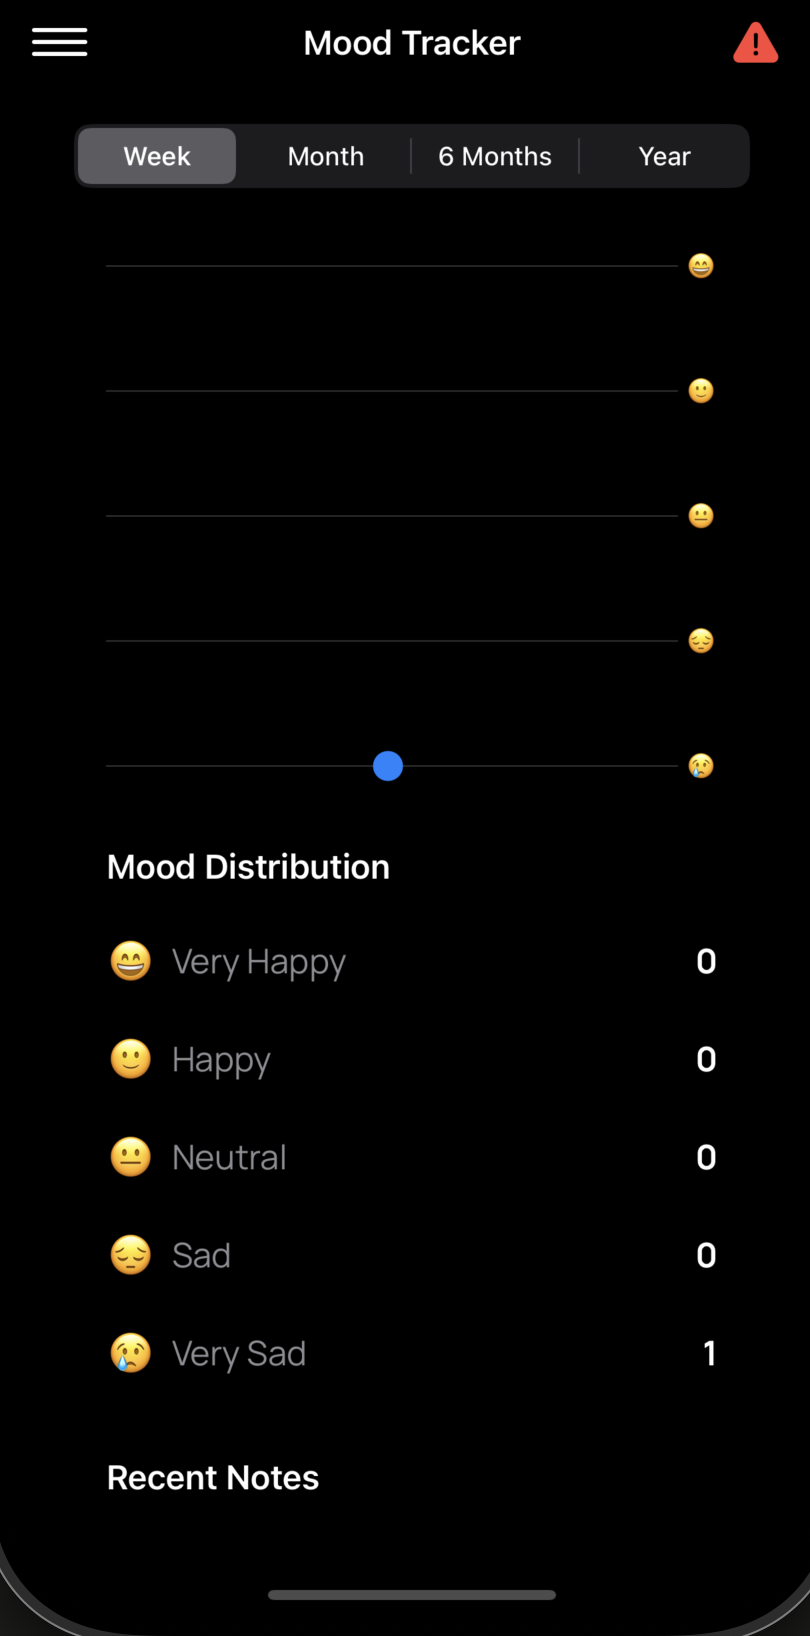 Mood Tracker
Week Month 6 Months Year
Mood Distribution
Very Happy 0
Happy 0
Neutral 0
Sad 0
Very Sad 1
Recent Notes